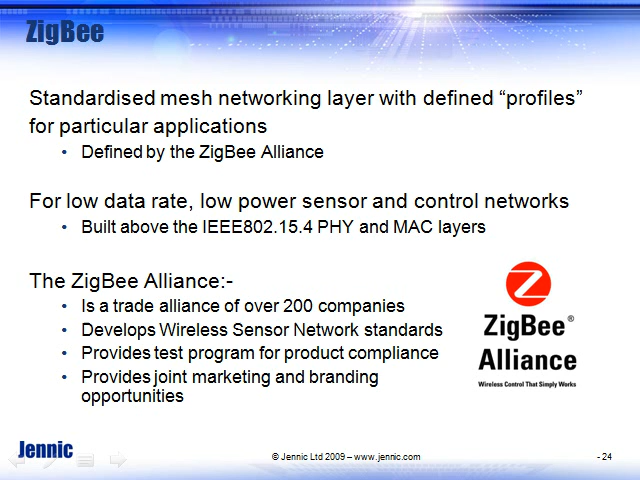 ZigBee
Standardised mesh networking layer with defined “profiles”
for particular applications
• Defined by the ZigBee Alliance
For low data rate, low power sensor and control networks
• Built above the IEEE802.15.4 PHY and MAC layers
The ZigBee Alliance:-
• Is a trade alliance of over 200 companies
• Develops Wireless Sensor Network standards
• Provides test program for product compliance
• Provides joint marketing and branding
opportunities
ZigBee®
Alliance
Wireless Control That Simply Works
Jennic
© Jennic Ltd 2009 – www.jennic.com
- 24